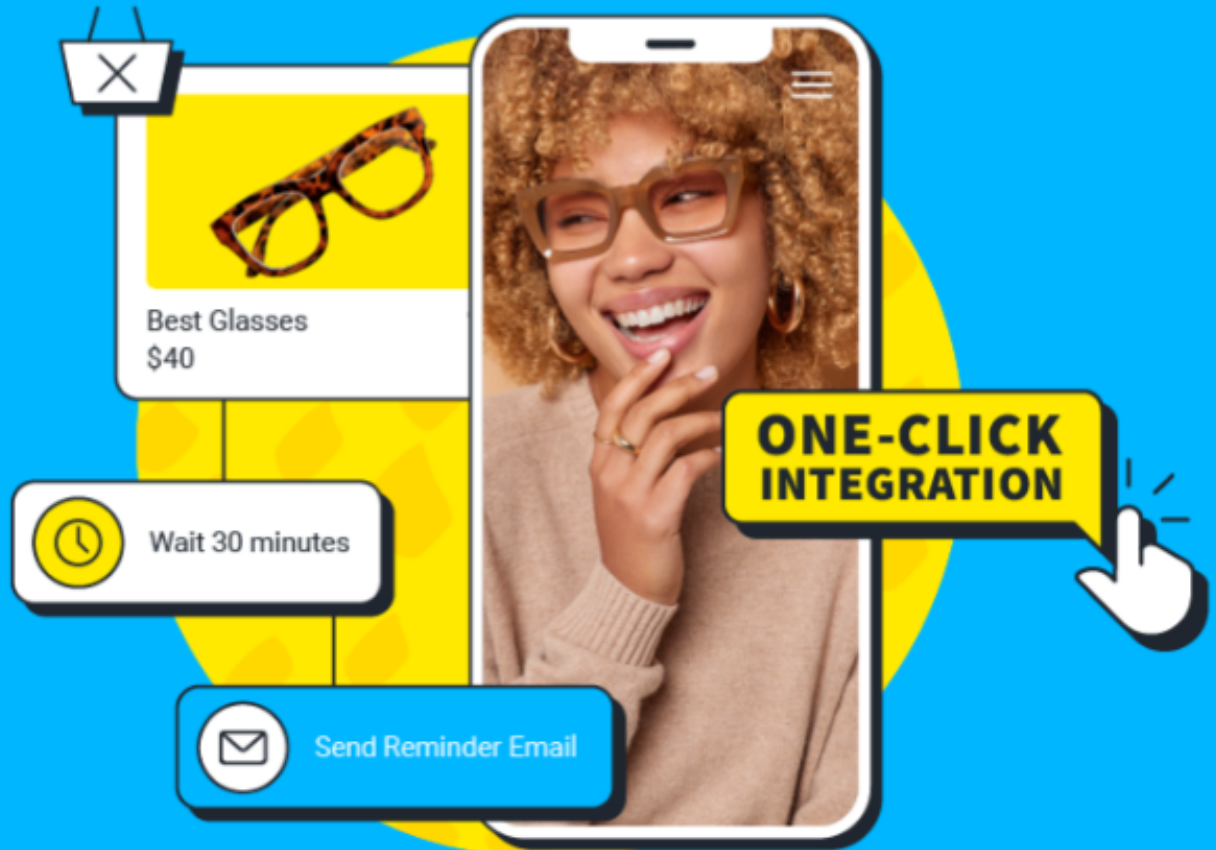 Best Glasses
$40
ONE-CLICK
INTEGRATION
Wait 30 minutes
Send Reminder Email